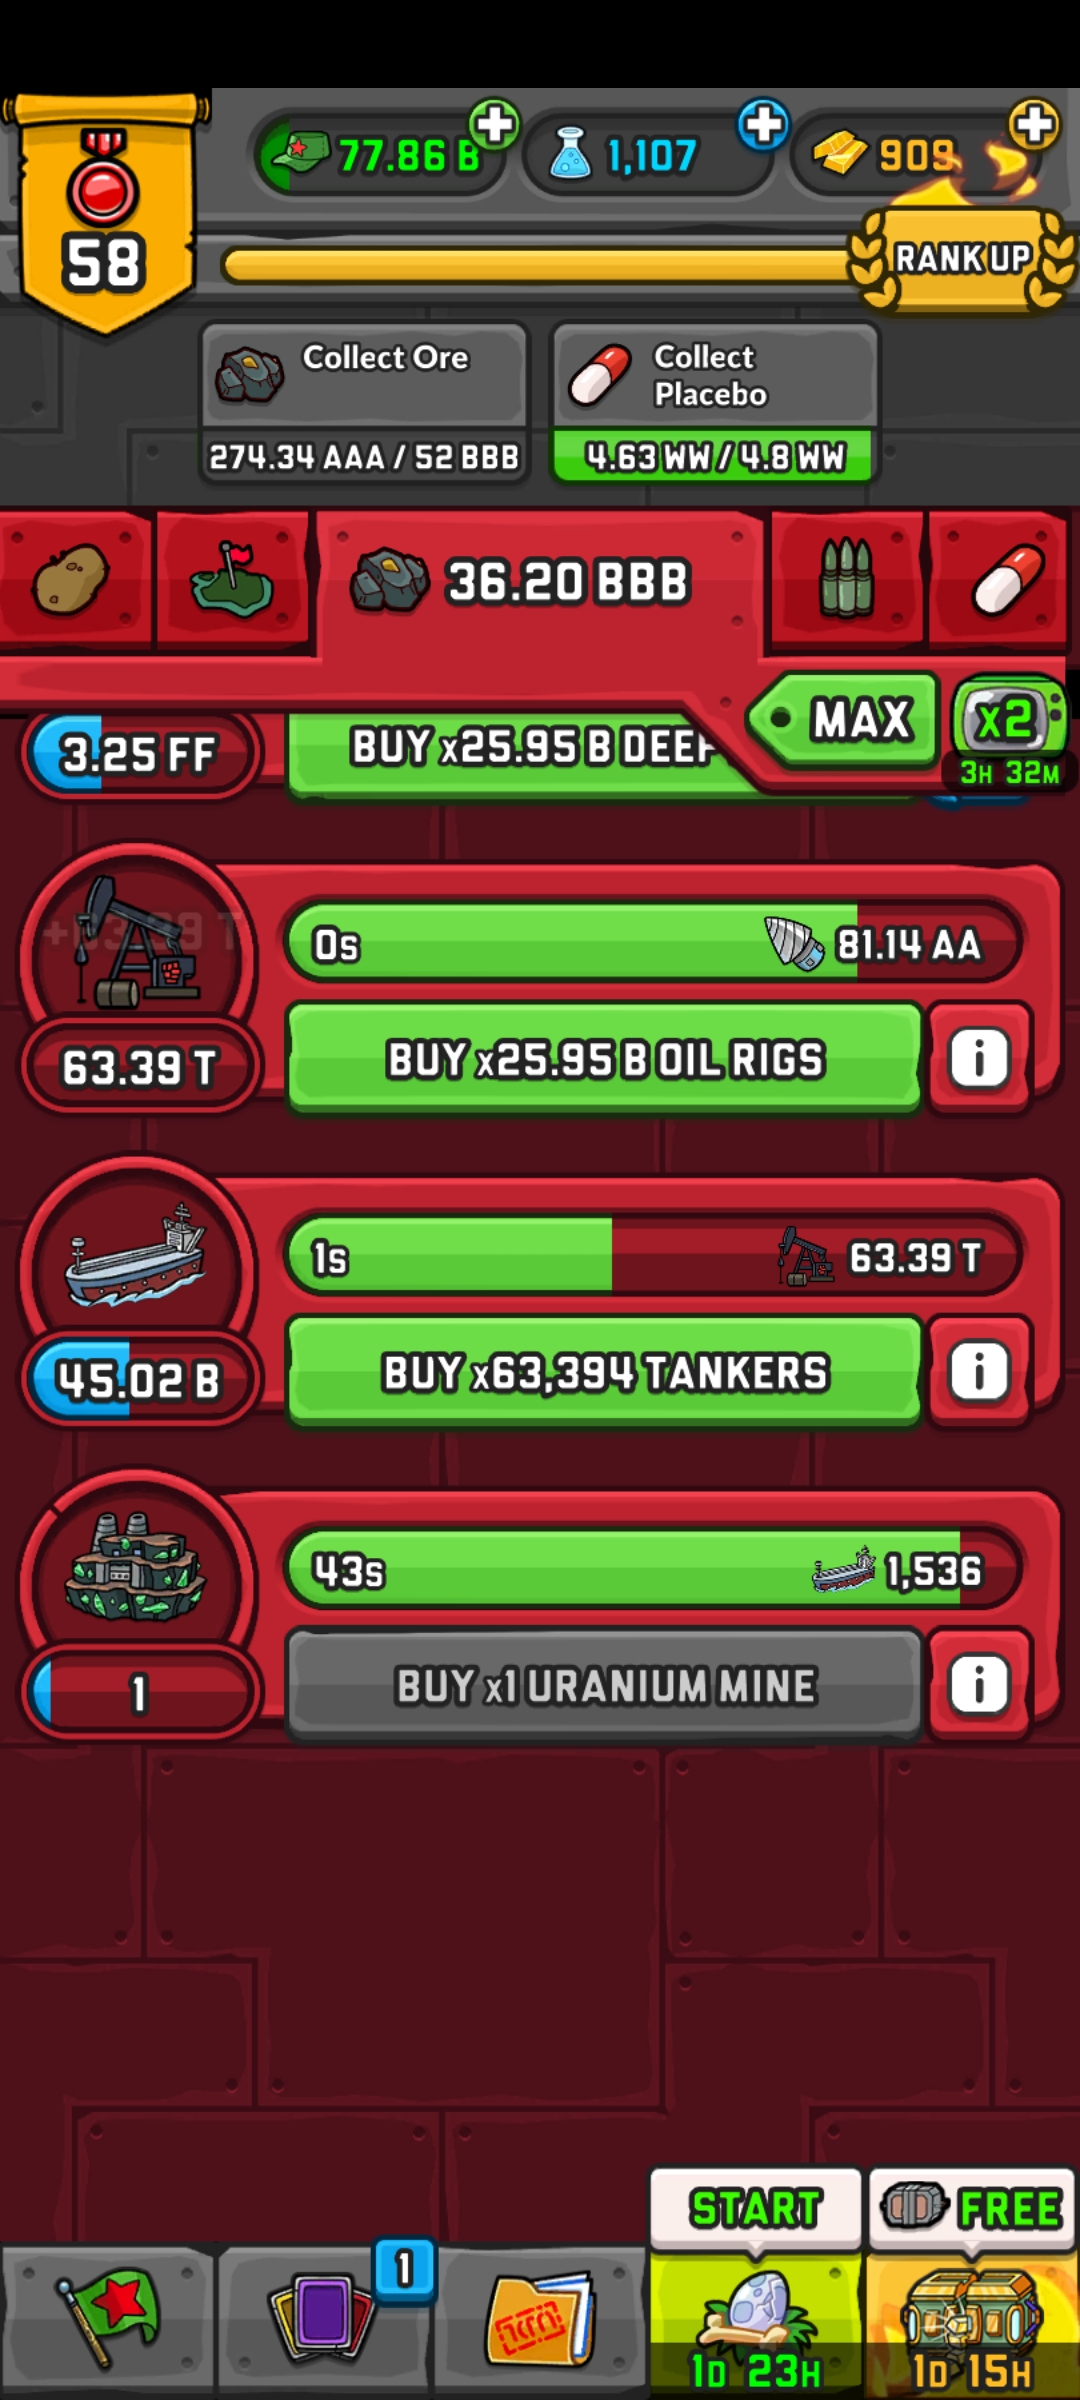 77.86 B
1,107
909
58
RANK UP
Collect Ore
274.34 AAA / 52 BBB
Collect
Placebo
4.63 WW / 4.8 WW
36.20 BBB
MAX
x2
3H 32M
3.25 FF
BUY x25.95 B DEEP
+63.39 T
0s
81.14 AA
63.39 T
BUY x25.95 B OIL RIGS
i
1s
63.39 T
45.02 B
BUY x63,394 TANKERS
i
43s
1,536
1
BUY x1 URANIUM MINE
i
START
FREE
1
1D 23H
1D 15H